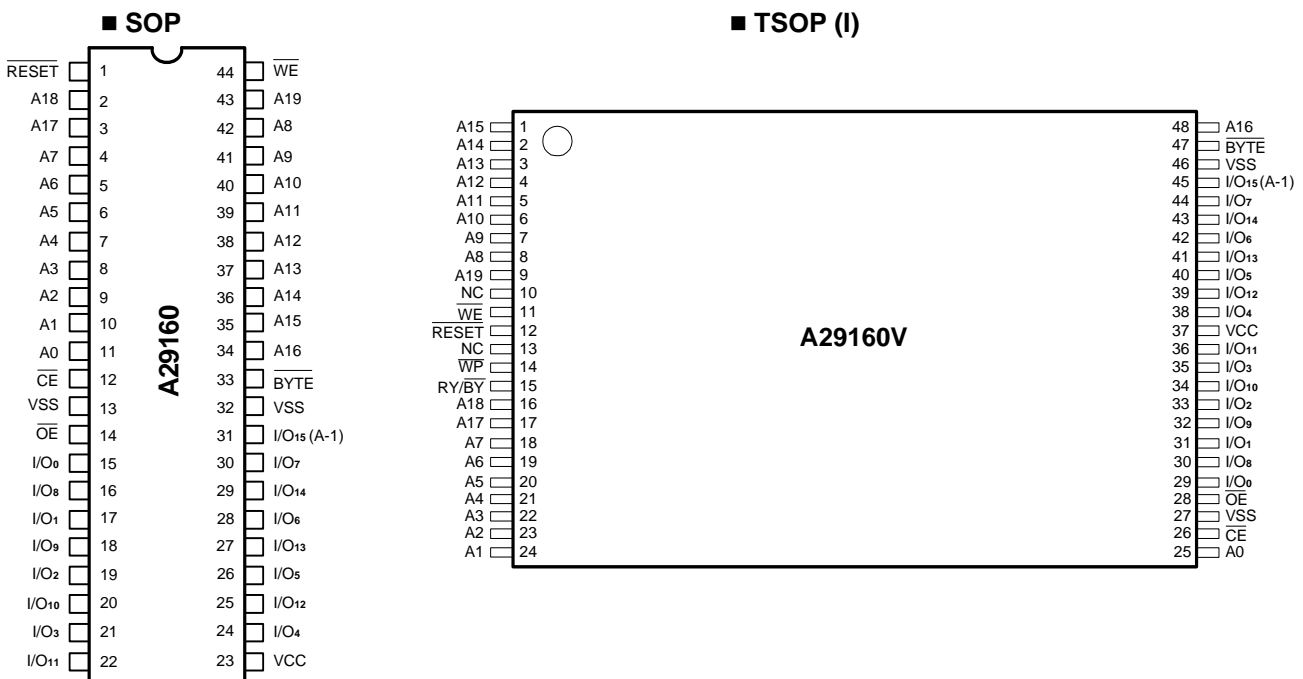 ■ SOP
RESET 1 44 WE
A18 2 43 A19
A17 3 42 A8
A7 4 41 A9
A6 5 40 A10
A5 6 39 A11
A4 7 38 A12
A3 8 37 A13
A2 9 36 A14
A1 10 35 A15
A0 11 34 A16
CE 12 33 BYTE
VSS 13 32 VSS
OE 14 31 I/O15 (A-1)
I/O0 15 30 I/O7
I/O8 16 29 I/O14
I/O1 17 28 I/O6
I/O9 18 27 I/O13
I/O2 19 26 I/O5
I/O10 20 25 I/O12
I/O3 21 24 I/O4
I/O11 22 23 VCC
A29160
■ TSOP (I)
A15 1 48 A16
A14 2 47 BYTE
A13 3 46 VSS
A12 4 45 I/O15 (A-1)
A11 5 44 I/O7
A10 6 43 I/O14
A9 7 42 I/O6
A8 8 41 I/O13
A19 9 40 I/O5
NC 10 39 I/O12
WE 11 38 I/O4
RESET 12 37 VCC
NC 13 36 I/O11
WP 14 35 I/O3
RY/BY 15 34 I/O10
A18 16 33 I/O2
A17 17 32 I/O9
A7 18 31 I/O1
A6 19 30 I/O8
A5 20 29 I/O0
A4 21 28 OE
A3 22 27 VSS
A2 23 26 CE
A1 24 25 A0
A29160V